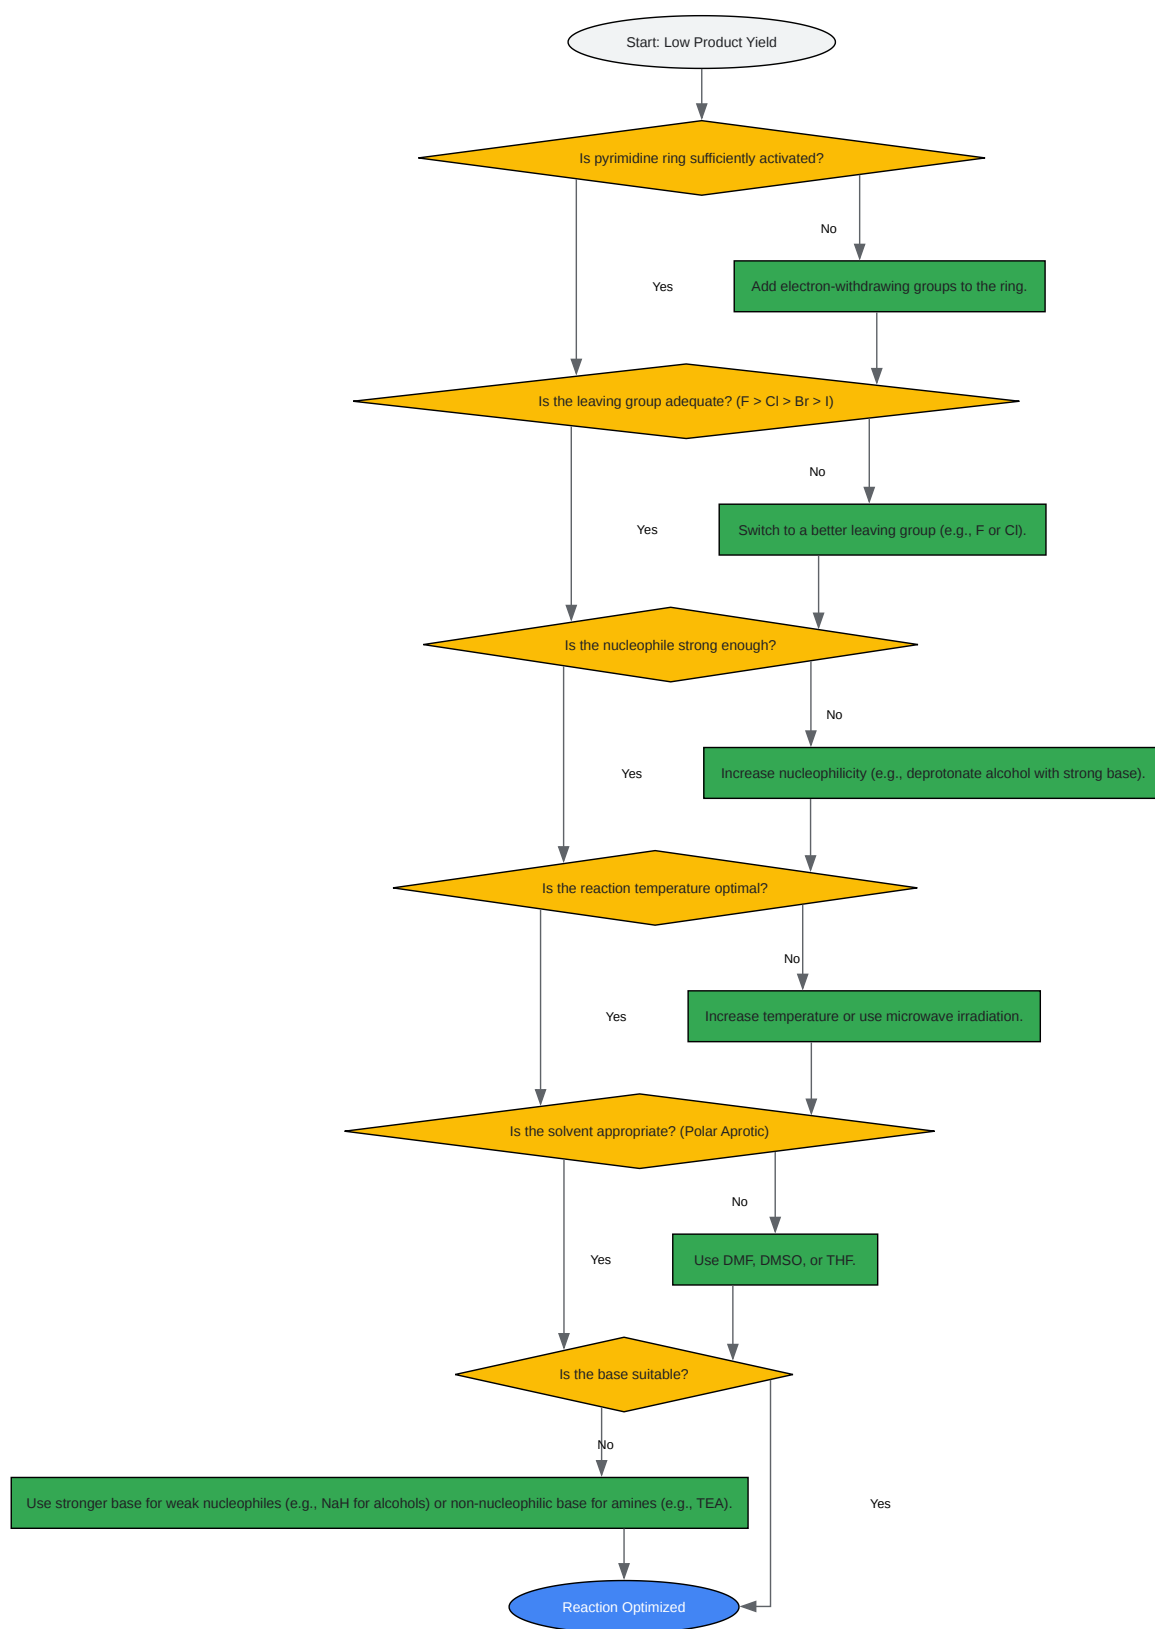 Start: Low Product Yield
Is pyrimidine ring sufficiently activated?
No
Yes
Add electron-withdrawing groups to the ring.
Is the leaving group adequate? (F > Cl > Br > I)
No
Yes
Switch to a better leaving group (e.g., F or Cl).
Is the nucleophile strong enough?
No
Yes
Increase nucleophilicity (e.g., deprotonate alcohol with strong base).
Is the reaction temperature optimal?
No
Yes
Increase temperature or use microwave irradiation.
Is the solvent appropriate? (Polar Aprotic)
No
Yes
Use DMF, DMSO, or THF.
Is the base suitable?
No
Use stronger base for weak nucleophiles (e.g., NaH for alcohols) or non-nucleophilic base for amines (e.g., TEA).
Yes
Reaction Optimized